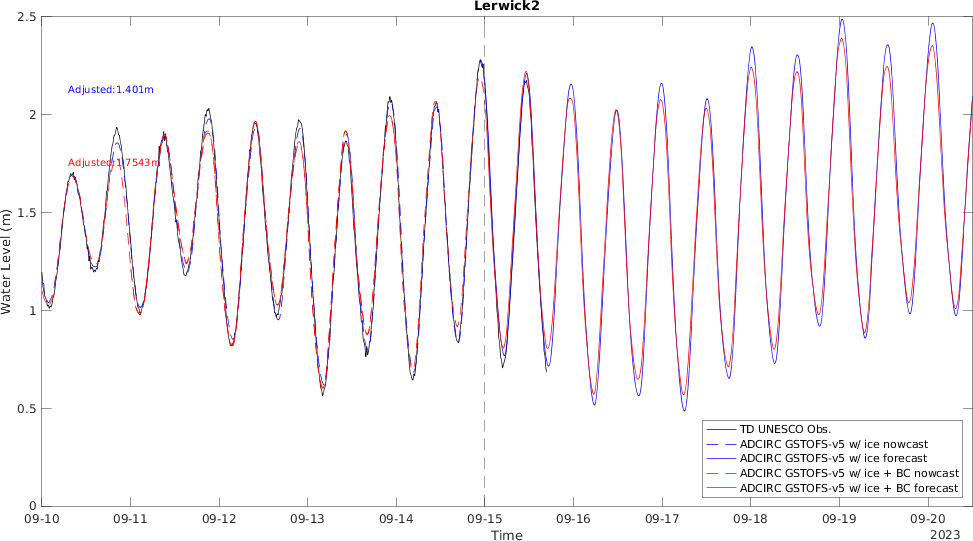 Lerwick2
2.5
2
1.5
1
0.5
0
Water Level (m)
Adjusted:1.401m
Adjusted:1.7543m
TD UNESCO Obs.
ADCIRC GSTOFS-v5 w/ ice nowcast
ADCIRC GSTOFS-v5 w/ ice forecast
ADCIRC GSTOFS-v5 w/ ice + BC nowcast
ADCIRC GSTOFS-v5 w/ ice + BC forecast
09-10 09-11 09-12 09-13 09-14 09-15 09-16 09-17 09-18 09-19 09-20
Time
2023